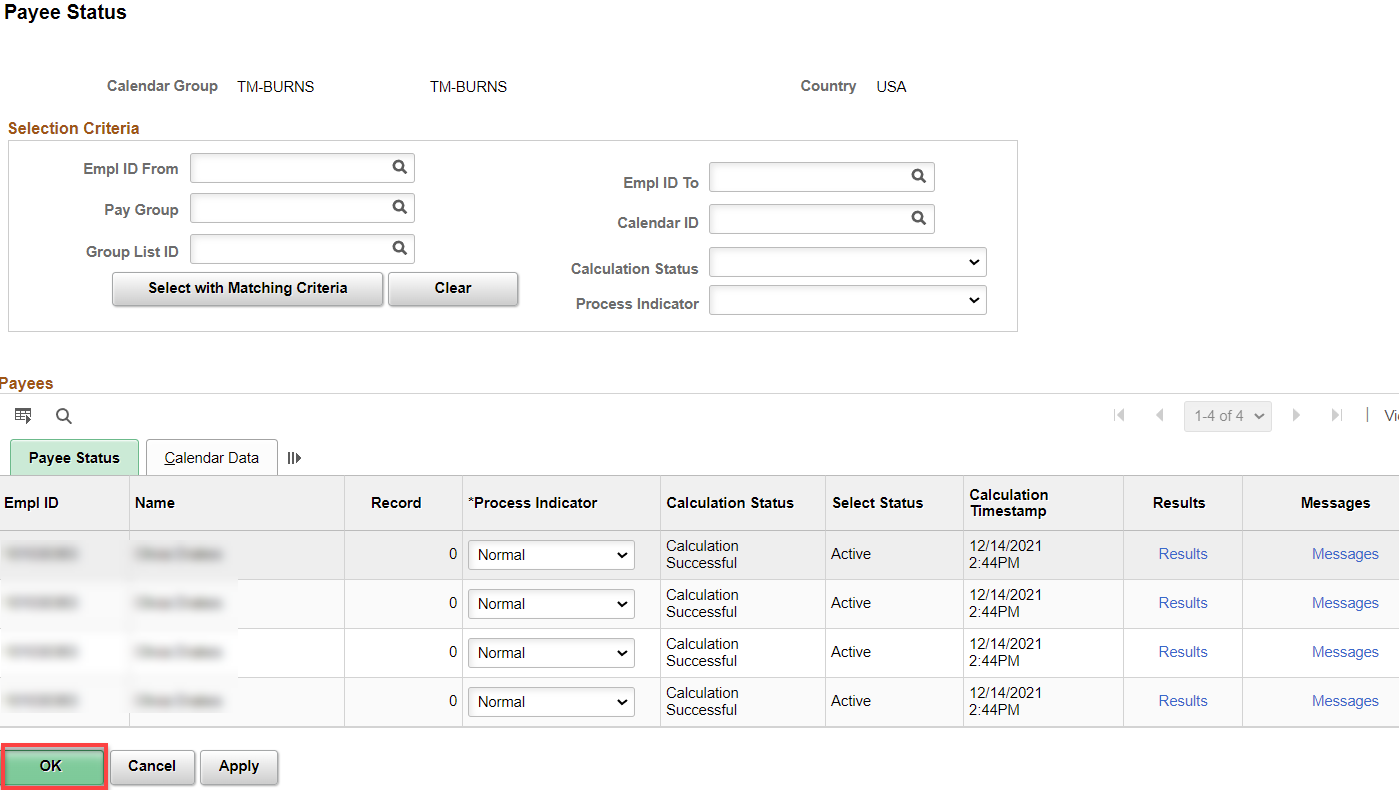 Payee Status
Calendar Group TM-BURNS TM-BURNS Country USA
Selection Criteria
Empl ID From
Empl ID To
Pay Group
Calendar ID
Group List ID
Calculation Status
Select with Matching Criteria Clear
Process Indicator
Payees
1-4 of 4 | Vi
Payee Status Calendar Data
Empl ID Name Record *Process Indicator Calculation Status Select Status Calculation Timestamp Results Messages
0 Normal Calculation Successful Active 12/14/2021 2:44PM Results Messages
0 Normal Calculation Successful Active 12/14/2021 2:44PM Results Messages
0 Normal Calculation Successful Active 12/14/2021 2:44PM Results Messages
0 Normal Calculation Successful Active 12/14/2021 2:44PM Results Messages
OK Cancel Apply